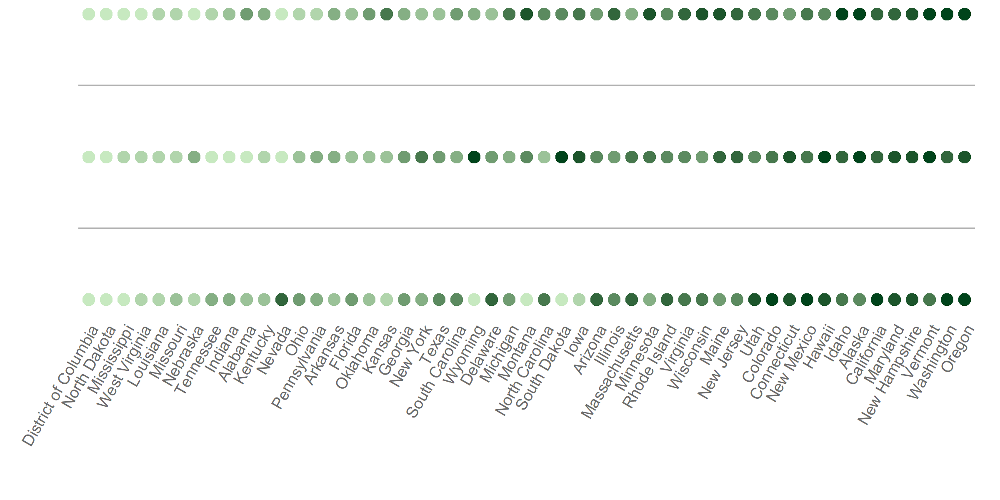 District of Columbia
North Dakota
Mississippi
West Virginia
Louisiana
Missouri
Nebraska
Tennessee
Indiana
Alabama
Kentucky
Nevada
Ohio
Pennsylvania
Arkansas
Florida
Oklahoma
Kansas
Georgia
New York
Texas
South Carolina
Wyoming
Delaware
Michigan
Montana
North Carolina
South Dakota
Iowa
Arizona
Illinois
Massachusetts
Minnesota
Rhode Island
Virginia
Wisconsin
Maine
New Jersey
Utah
Colorado
Connecticut
New Mexico
Hawaii
Idaho
Alaska
California
Maryland
New Hampshire
Vermont
Washington
Oregon